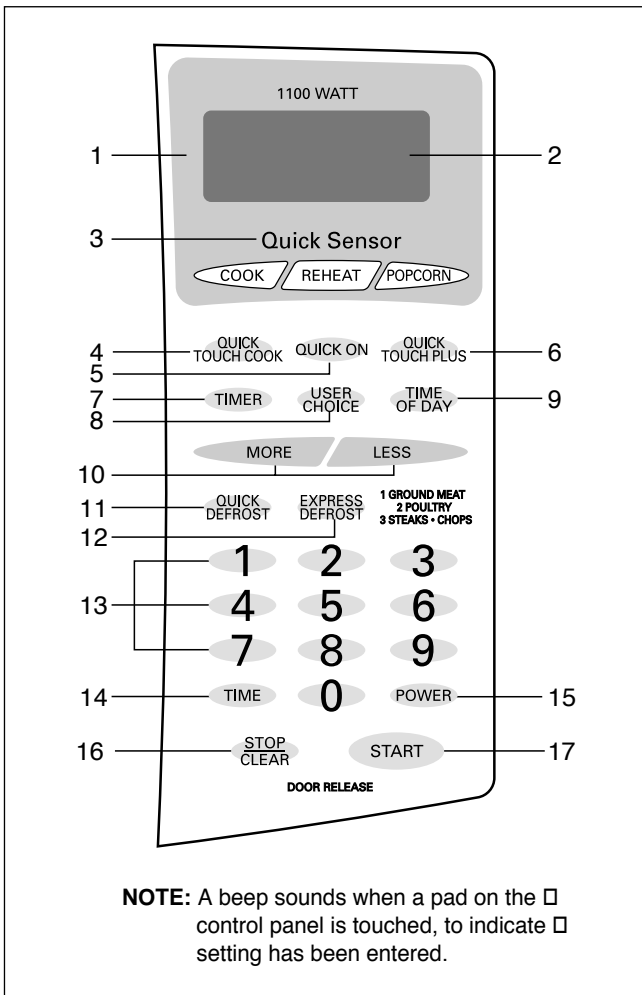 1100 WATT
1
2
3
Quick Sensor
COOK REHEAT POPCORN
4
QUICK
TOUCH COOK
5
QUICK ON
QUICK
TOUCH PLUS
6
7
TIMER
8
USER
CHOICE
TIME
OF DAY
9
MORE LESS
10
11
QUICK
DEFROST
12
EXPRESS
DEFROST
1 GROUND MEAT
2 POULTRY
3 STEAKS • CHOPS
1 2 3
13
4 5 6
7 8 9
14
TIME 0 POWER
15
16
STOP
CLEAR
START
17
DOOR RELEASE
NOTE: A beep sounds when a pad on the □
control panel is touched, to indicate □
setting has been entered.